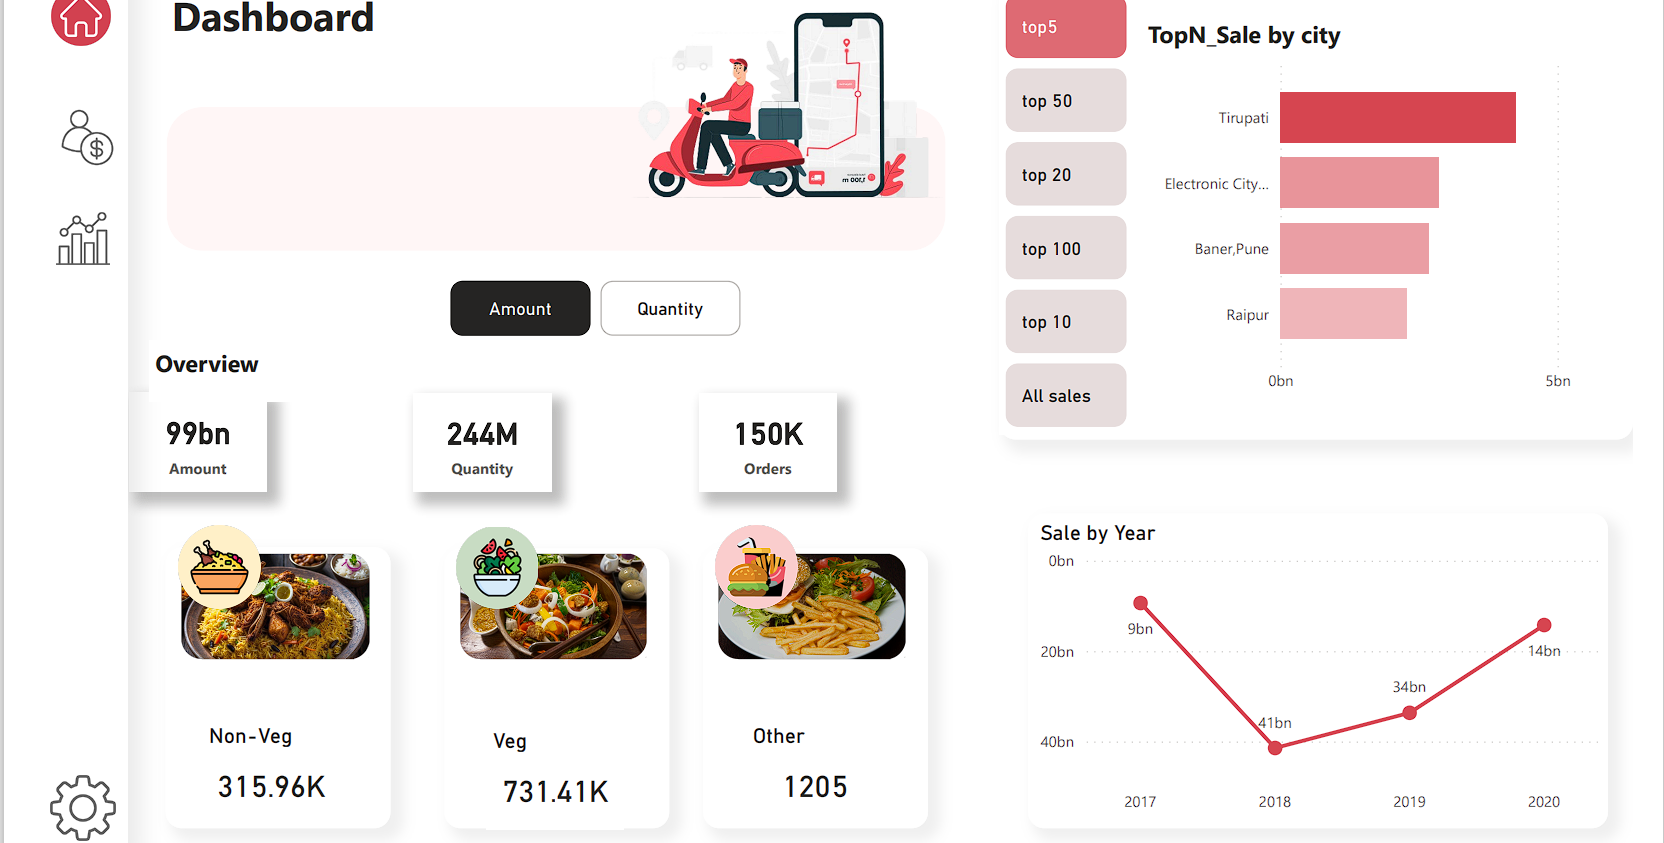 Dashboard
Amount
Quantity
Overview
99bn
Amount
244M
Quantity
150K
Orders
Non-Veg
315.96K
Veg
731.41K
Other
1205
top5
top 50
top 20
top 100
top 10
All sales
TopN_Sale by city
Tirupati
Electronic City...
Baner,Pune
Raipur
0bn
5bn
Sale by Year
0bn
20bn
40bn
9bn
41bn
34bn
14bn
2017
2018
2019
2020